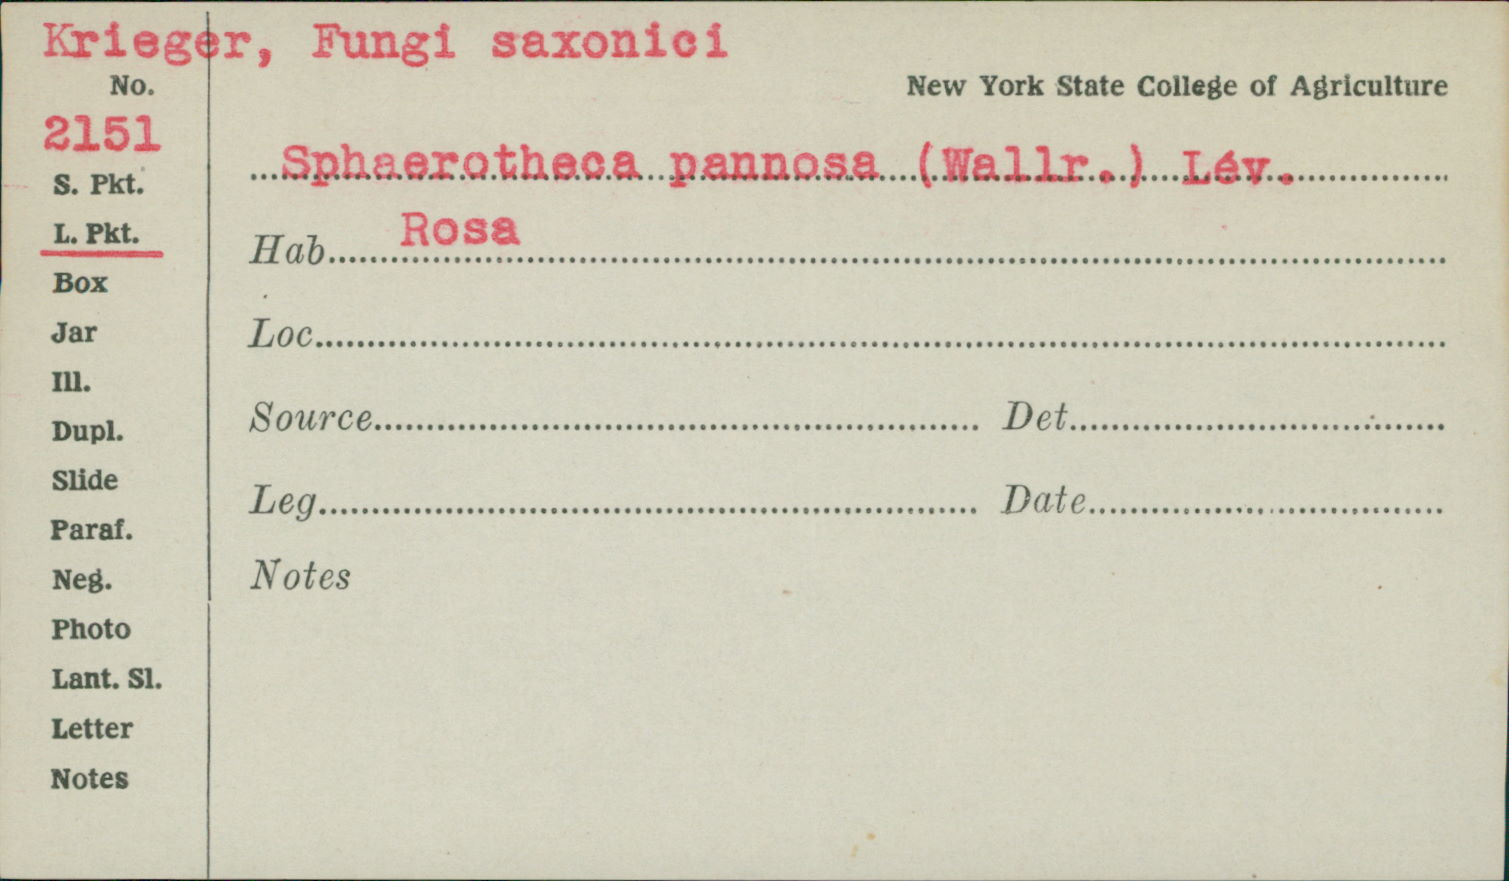 Krieger, Fungi saxonici
No.
New York State College of Agriculture
2151
Sphaerotheca pannosa (Wallr.) Lév.
S. Pkt.
L. Pkt.
Rosa
Hab
Box
Loc
Jar
Ill.
Source Det
Dupl.
Slide
Leg Date
Paraf.
Neg.
Notes
Photo
Lant. Sl.
Letter
Notes